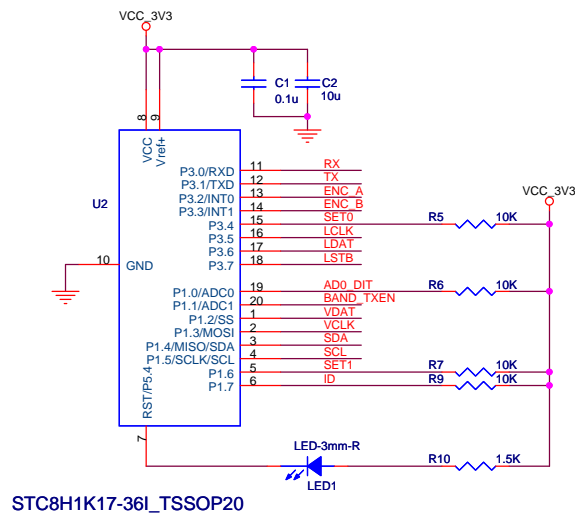 VCC_3V3
C1
0.1u
C2
10u
8
9
VCC
Vref+
U2
P3.0/RXD 11 RX
P3.1/TXD 12 TX
P3.2/INT0 13 ENC_A
P3.3/INT1 14 ENC_B
P3.4 15 SET0 R5 10K
P3.5 16 LCLK
P3.6 17 LDAT
P3.7 18 LSTB
VCC_3V3
10 GND
P1.0/ADC0 19 AD0_DIT R6 10K
P1.1/ADC1 20 BAND_TXEN
P1.2/SS 1 VDAT
P1.3/MOSI 2 VCLK
P1.4/MISO/SDA 3 SDA
P1.5/SCLK/SCL 4 SCL
P1.6 5 SET1 R7 10K
P1.7 6 ID R9 10K
RST/P5.4
7
LED-3mm-R
LED1
R10 1.5K
STC8H1K17-36I_TSSOP20